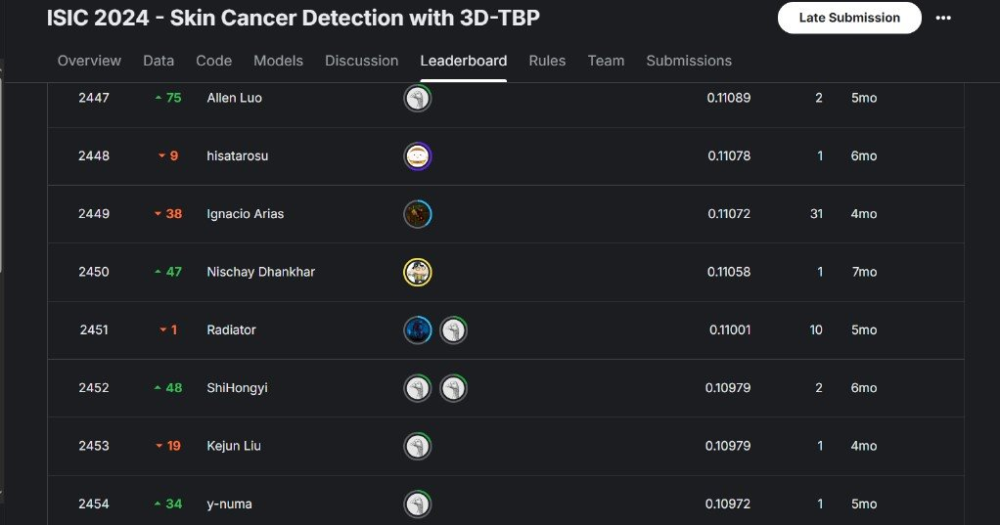 ISIC 2024 - Skin Cancer Detection with 3D-TBP
Late Submission
Overview Data Code Models Discussion Leaderboard Rules Team Submissions
2447 75 Allen Luo 0.11089 2 5mo
2448 9 hisatarosu 0.11078 1 6mo
2449 38 Ignacio Arias 0.11072 31 4mo
2450 47 Nischay Dhankhar 0.11058 1 7mo
2451 1 Radiator 0.11001 10 5mo
2452 48 ShiHongyi 0.10979 2 6mo
2453 19 Kejun Liu 0.10979 1 4mo
2454 34 y-numa 0.10972 1 5mo